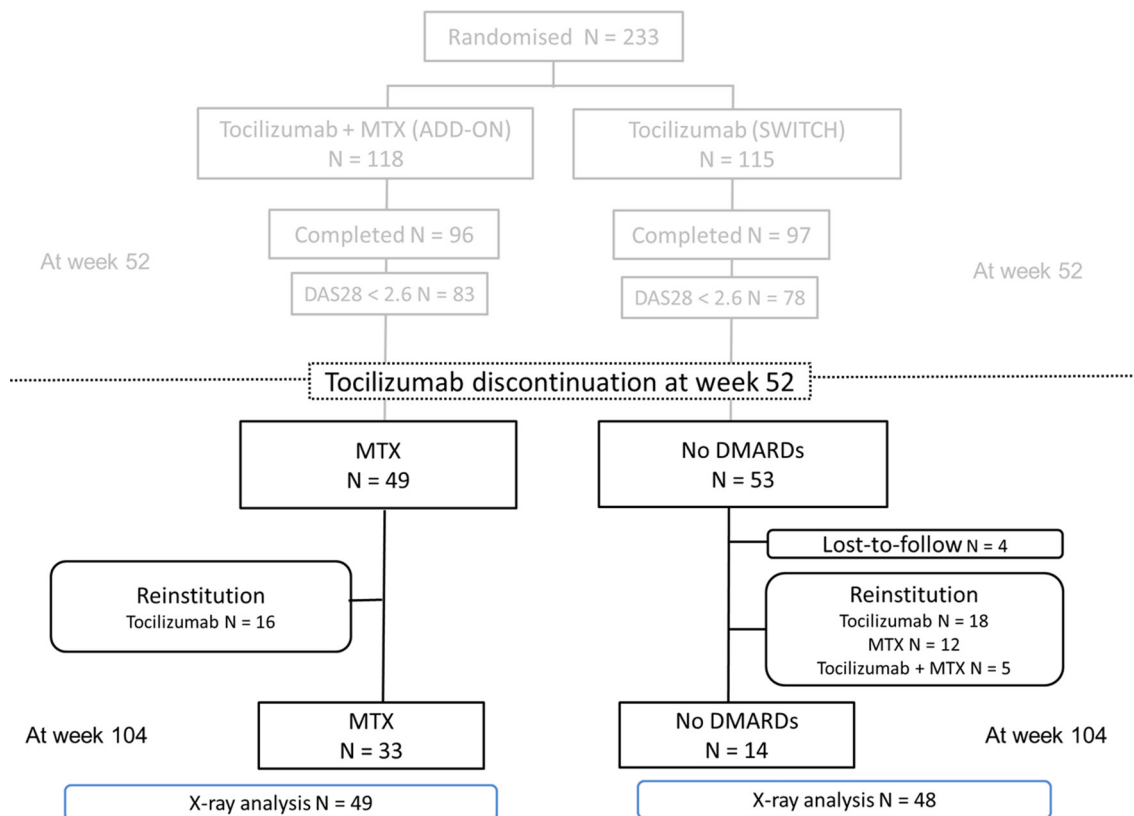 Randomised N = 233
Tocilizumab + MTX (ADD-ON)
N = 118
Tocilizumab (SWITCH)
N = 115
Completed N = 96
Completed N = 97
At week 52
At week 52
DAS28 < 2.6 N = 83
DAS28 < 2.6 N = 78
Tocilizumab discontinuation at week 52
MTX
N = 49
No DMARDs
N = 53
Lost-to-follow N = 4
Reinstitution
Tocilizumab N = 16
Reinstitution
Tocilizumab N = 18
MTX N = 12
Tocilizumab + MTX N = 5
At week 104
MTX
N = 33
No DMARDs
N = 14
At week 104
X-ray analysis N = 49
X-ray analysis N = 48